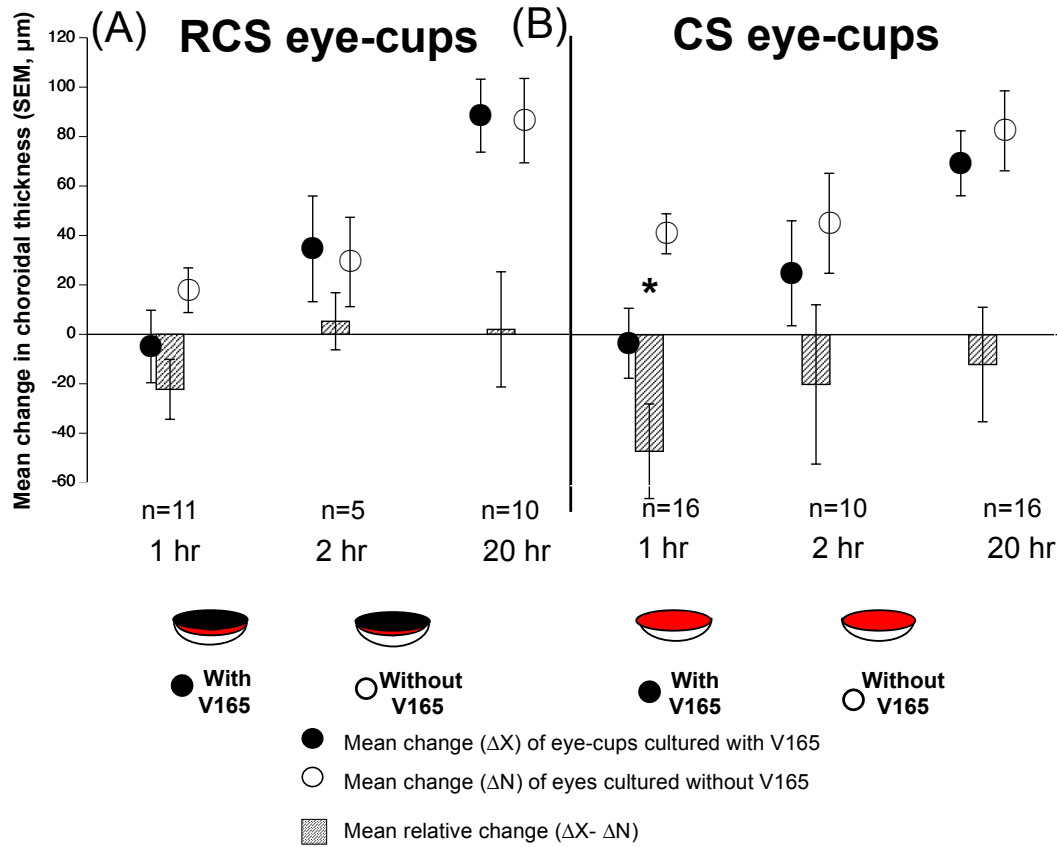 (A) RCS eye-cups
(B) CS eye-cups
Mean change in choroidal thickness (SEM, μm)
120
100
80
60
40
20
0
-20
-40
-60
*
n=11
n=5
n=10
n=16
n=10
n=16
1 hr
2 hr
20 hr
1 hr
2 hr
20 hr
With
V165
Without
V165
With
V165
Without
V165
Mean change (ΔX) of eye-cups cultured with V165
Mean change (ΔN) of eyes cultured without V165
Mean relative change (ΔX- ΔN)